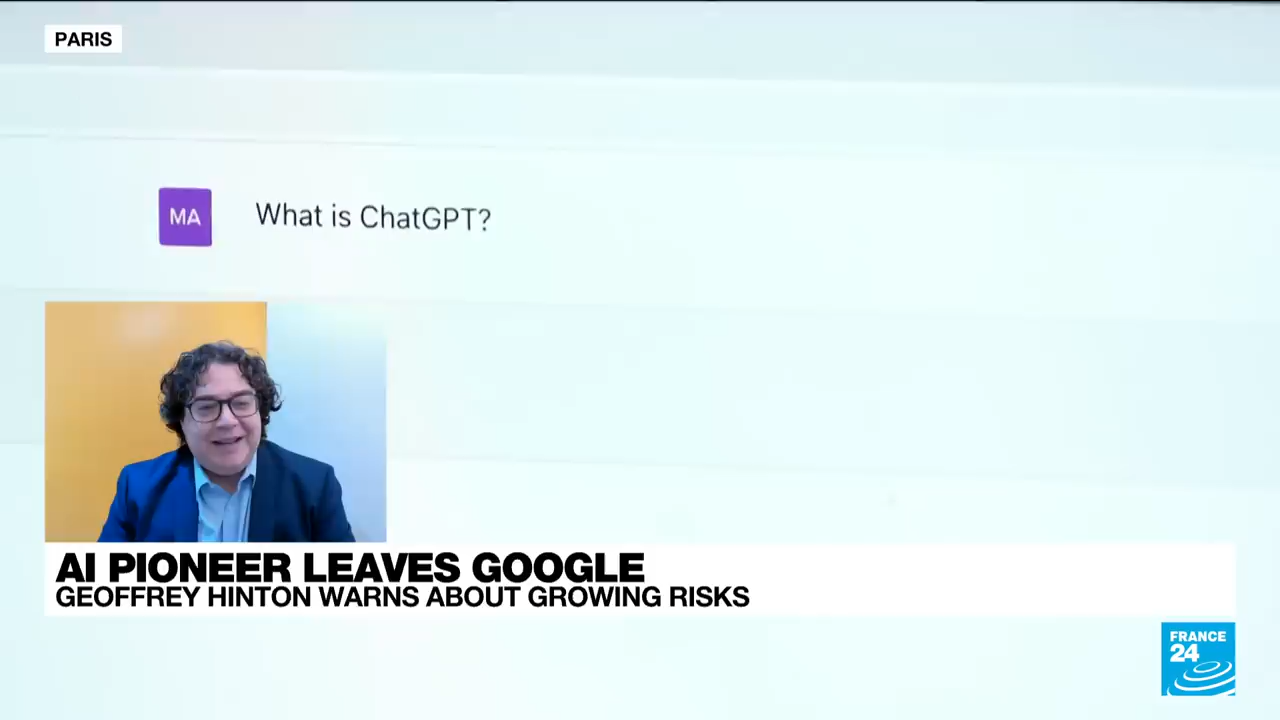 PARIS
MA
What is ChatGPT?
AI PIONEER LEAVES GOOGLE
GEOFFREY HINTON WARNS ABOUT GROWING RISKS
FRANCE
24